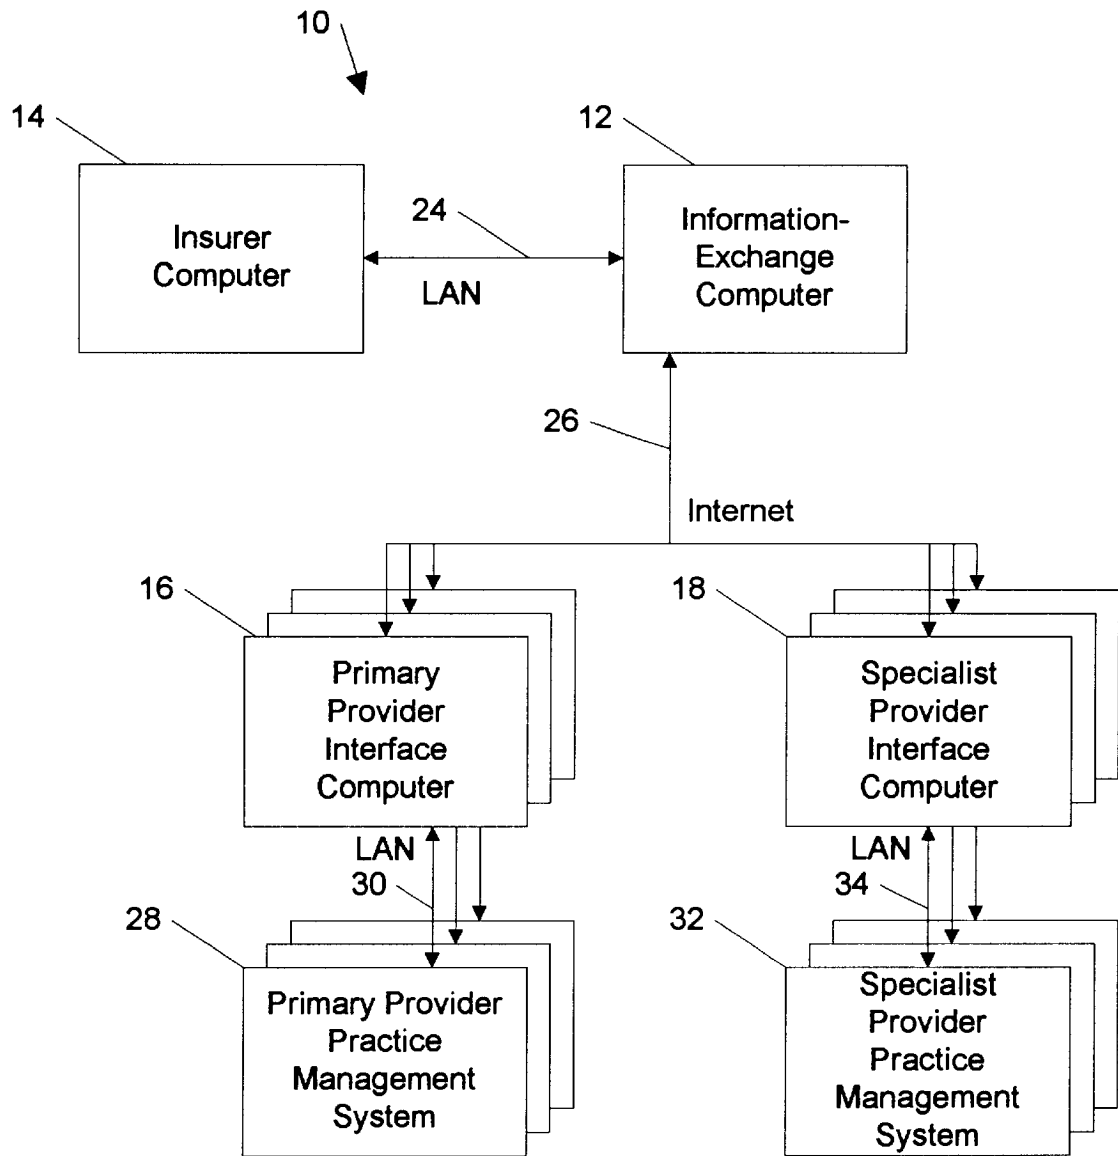 10
14
12
Insurer
Computer
24
LAN
Information-
Exchange
Computer
26
Internet
16
18
Primary
Provider
Interface
Computer
Specialist
Provider
Interface
Computer
LAN
30
LAN
34
28
32
Primary Provider
Practice
Management
System
Specialist
Provider
Practice
Management
System